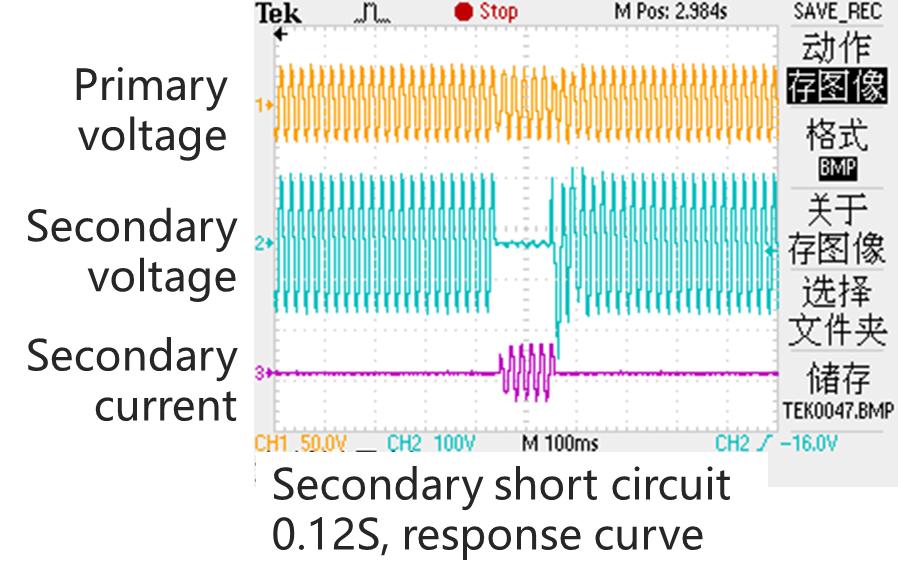 Tek Stop M Pos: 2.984s SAVE_REC
动作
存图像
格式
BMP
关于
存图像
选择
文件夹
储存
TEK0047.BMP
Primary
voltage
1
Secondary
voltage
2
Secondary
current
3
CH1 50.0V CH2 100V M 100ms CH2 -16.0V
Secondary short circuit
0.12S, response curve